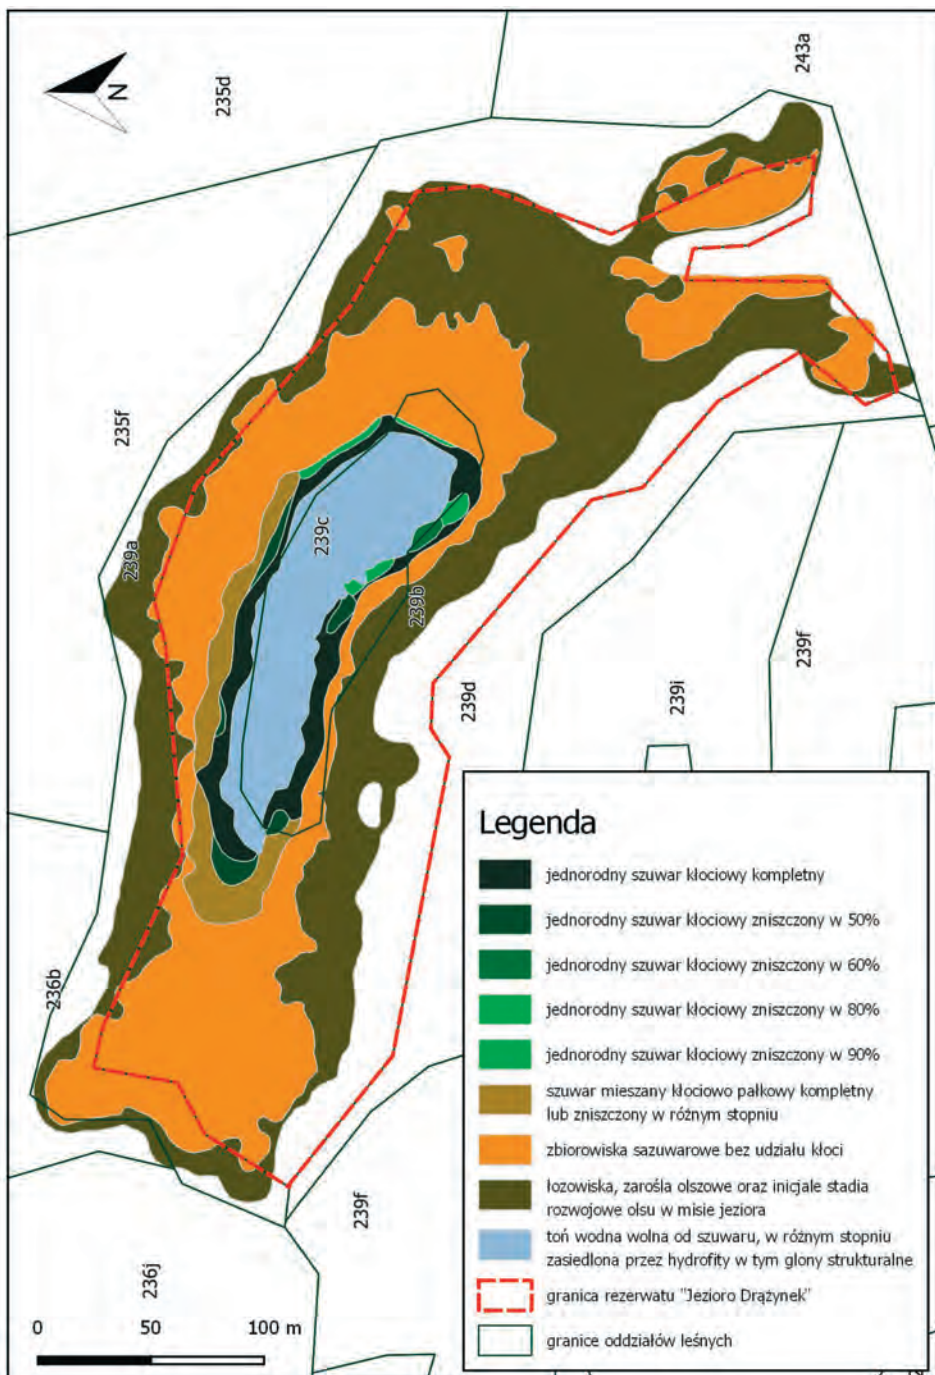 N
243a
235d
235f
239a
239c
239b
239d
239f
239i
236b
239f
236j
0 50 100 m
Legenda
jednorodny szuwar kłociowy kompletny
jednorodny szuwar kłociowy zniszczony w 50%
jednorodny szuwar kłociowy zniszczony w 60%
jednorodny szuwar kłociowy zniszczony w 80%
jednorodny szuwar kłociowy zniszczony w 90%
szuwar mieszany kłociowo pałkowy kompletny
lub zniszczony w różnym stopniu
zbiorowiska sazuwarowe bez udziału kłoci
łozowiska, zarośla olszowe oraz inicjale stadia
rozwojowe olsu w misie jeziora
toń wodna wolna od szuwaru, w różnym stopniu
zasiedlona przez hydrofity w tym glony strukturalne
granica rezerwatu "Jezioro Drążynek"
granice oddziałów leśnych